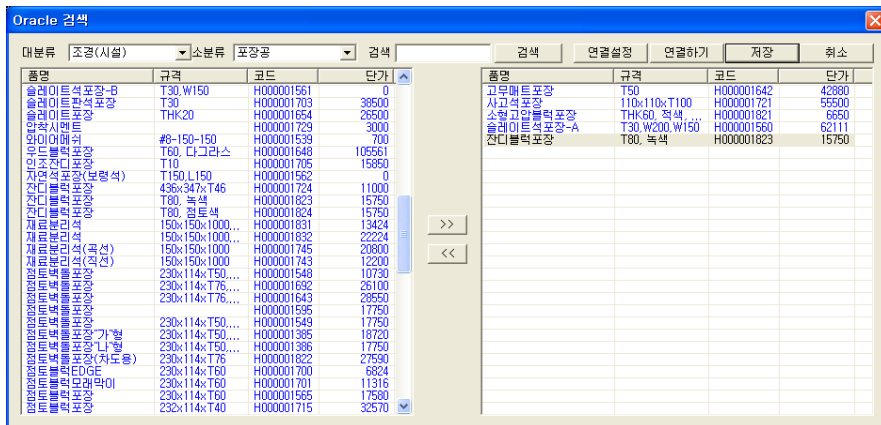 Oracle 검색
대분류 조경(시설) 소분류 포장공 검색 검색 연결설정 연결하기 저장 취소
품명 규격 코드 단가
슬레이트석포장-B T30,W150 H000001561 0
슬레이트판석포장 T30 H000001703 38500
슬레이트포장 THK20 H000001654 26500
압착시멘트 H000001729 3000
와이어메쉬 #8-150-150 H000001539 700
우드블럭포장 T60, 다그라스 H000001648 105561
인조잔디포장 T10 H000001705 15850
자연석포장(보령석) T150,L150 H000001562 0
잔디블럭포장 436x347xT46 H000001724 11000
잔디블럭포장 T80, 녹색 H000001823 15750
잔디블럭포장 T80, 점토색 H000001824 15750
재료분리석 150x150x1000,... H000001831 13424
재료분리석 150x150x1000,... H000001832 22224
재료분리석(곡선) 150x150x1000 H000001745 20800
재료분리석(직선) 150x150x1000 H000001743 12200
점토벽돌포장 230x114xT50,... H000001548 10730
점토벽돌포장 230x114xT76,... H000001692 26100
점토벽돌포장 230x114xT76,... H000001643 28550
점토벽돌포장 H000001595 17750
점토벽돌포장 230x114xT50,... H000001549 17750
점토벽돌포장"가"형 230x114xT50,... H000001385 18720
점토벽돌포장"나"형 230x114xT50,... H000001386 17750
점토벽돌포장(차도용) 230x114xT76 H000001822 27590
점토블럭EDGE 230x114xT60 H000001700 6824
점토블럭모래막이 230x114xT60 H000001701 11316
점토블럭포장 230x114xT60 H000001565 17580
점토블럭포장 232x114xT40 H000001715 32570
>>
<<
품명 규격 코드 단가
고무매트포장 T50 H000001642 42880
사고석포장 110x110xT100 H000001721 55500
소형고압블럭포장 THK60, 적색, ... H000001821 6650
슬레이트석포장-A T30,W200,W150 H000001560 62111
잔디블럭포장 T80, 녹색 H000001823 15750